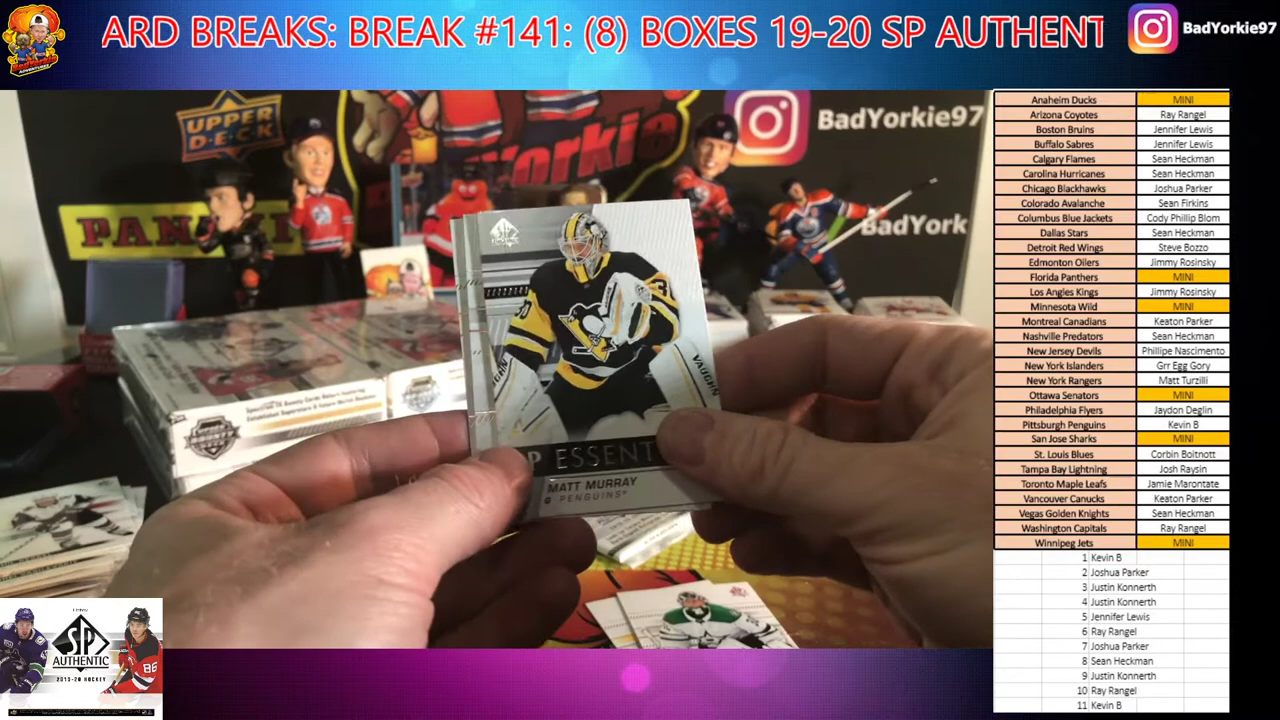 ARD BREAKS: BREAK #141: (8) BOXES 19-20 SP AUTHENT
BadYorkie97
UPPER
DECK
PANINI
Yorkie
BadYorkie97
BadYork
VAUGHN
SP ESSENT
MATT MURRAY
G PENGUINS
SP
AUTHENTIC
2019-20 HOCKEY
Anaheim Ducks MINI
Arizona Coyotes Ray Rangel
Boston Bruins Jennifer Lewis
Buffalo Sabres Jennifer Lewis
Calgary Flames Sean Heckman
Carolina Hurricanes Sean Heckman
Chicago Blackhawks Joshua Parker
Colorado Avalanche Sean Firkins
Columbus Blue Jackets Cody Phillip Blom
Dallas Stars Sean Heckman
Detroit Red Wings Steve Bozzo
Edmonton Oilers Jimmy Rosinsky
Florida Panthers MINI
Los Angles Kings Jimmy Rosinsky
Minnesota Wild MINI
Montreal Canadians Keaton Parker
Nashville Predators Sean Heckman
New Jersey Devils Phillipe Nascimento
New York Islanders Grr Egg Gory
New York Rangers Matt Turzilli
Ottawa Senators MINI
Philadelphia Flyers Jaydon Deglin
Pittsburgh Penguins Kevin B
San Jose Sharks MINI
St. Louis Blues Corbin Boitnott
Tampa Bay Lightning Josh Raysin
Toronto Maple Leafs Jamie Marontate
Vancouver Canucks Keaton Parker
Vegas Golden Knights Sean Heckman
Washington Capitals Ray Rangel
Winnipeg Jets MINI
1 Kevin B
2 Joshua Parker
3 Justin Konnerth
4 Justin Konnerth
5 Jennifer Lewis
6 Ray Rangel
7 Joshua Parker
8 Sean Heckman
9 Justin Konnerth
10 Ray Rangel
11 Kevin B